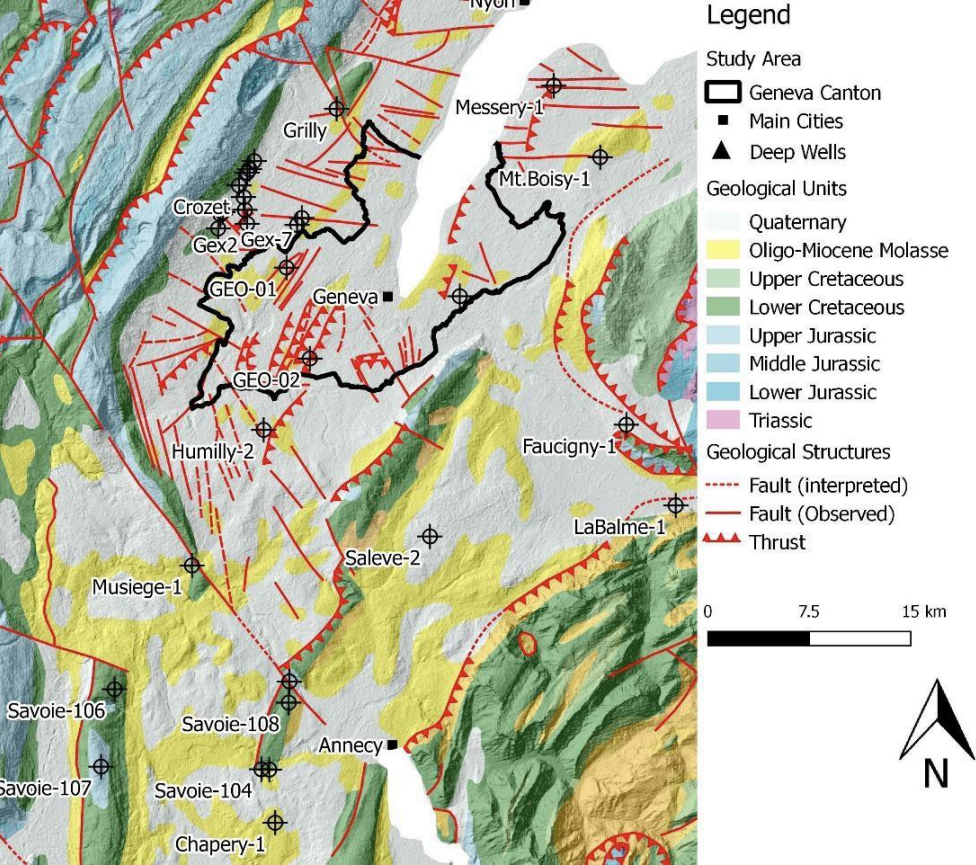 Nyon
Messery-1
Grilly
Mt.Boisy-1
Crozet
Gex2
Gex-7
GEO-01
Geneva
GEO-02
Humilly-2
Faucigny-1
LaBalme-1
Saleve-2
Musiege-1
Savoie-106
Savoie-108
Annecy
Savoie-107
Savoie-104
Chapery-1
Legend
Study Area
Geneva Canton
Main Cities
Deep Wells
Geological Units
Quaternary
Oligo-Miocene Molasse
Upper Cretaceous
Lower Cretaceous
Upper Jurassic
Middle Jurassic
Lower Jurassic
Triassic
Geological Structures
Fault (interpreted)
Fault (Observed)
Thrust
0 7.5 15 km
N